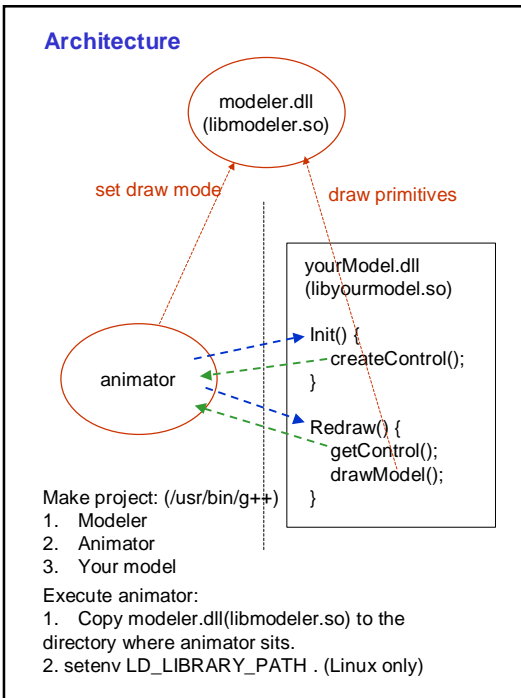 Architecture
modeler.dll
(libmodeler.so)
set draw mode
draw primitives
yourModel.dll
(libyourmodel.so)
Init() {
createControl();
}
animator
Redraw() {
getControl();
drawModel();
}
Make project: (/usr/bin/g++)
1. Modeler
2. Animator
3. Your model
Execute animator:
1. Copy modeler.dll(libmodeler.so) to the
directory where animator sits.
2. setenv LD_LIBRARY_PATH . (Linux only)